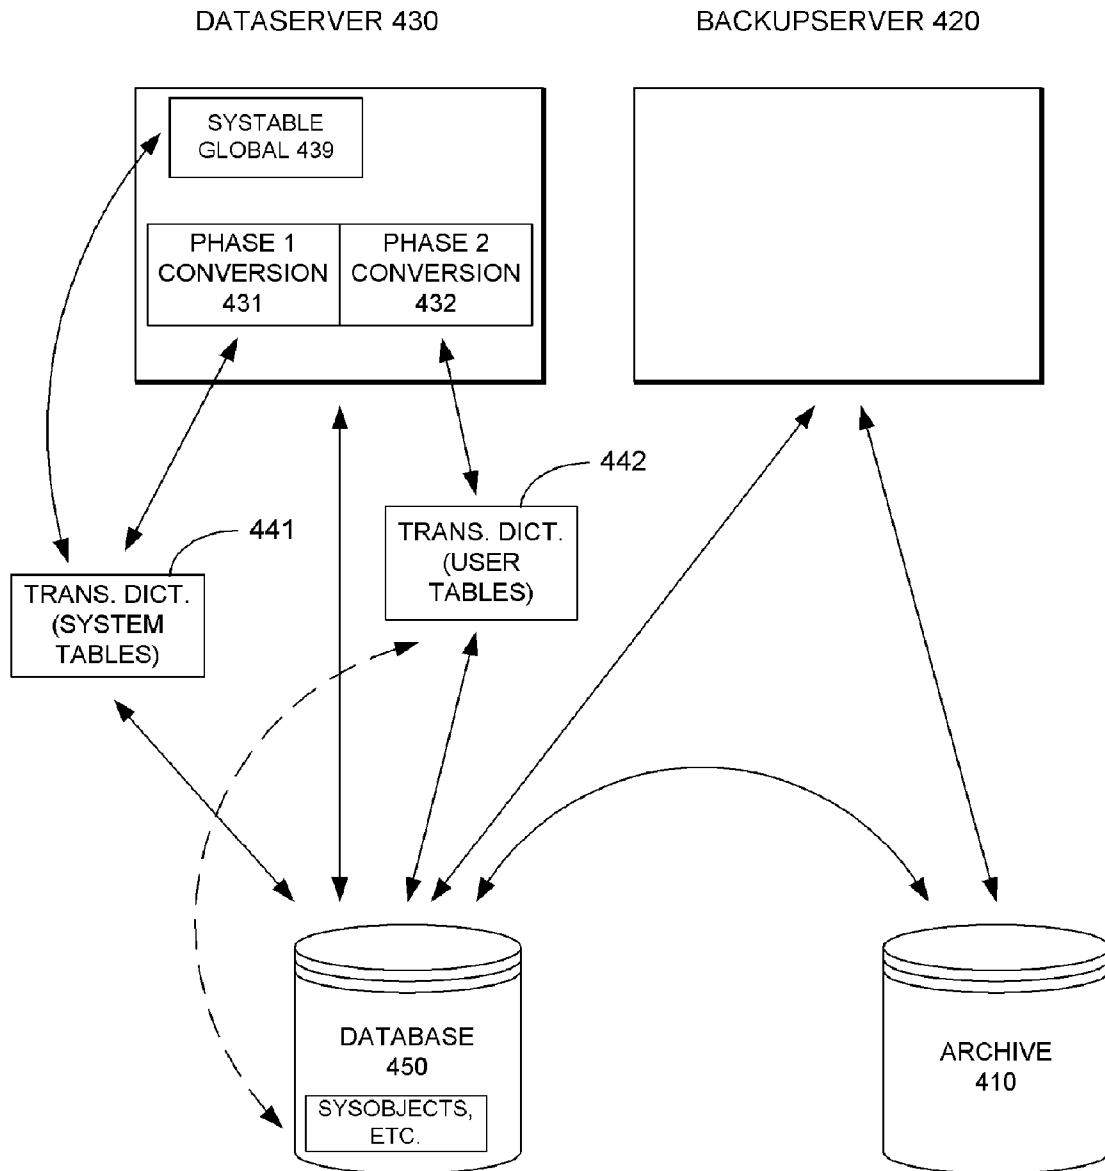 DATASERVER 430
BACKUPSERVER 420
SYSTABLE
GLOBAL 439
PHASE 1
CONVERSION
431
PHASE 2
CONVERSION
432
442
441
TRANS. DICT.
(USER
TABLES)
TRANS. DICT.
(SYSTEM
TABLES)
DATABASE
450
SYSOBJECTS,
ETC.
ARCHIVE
410